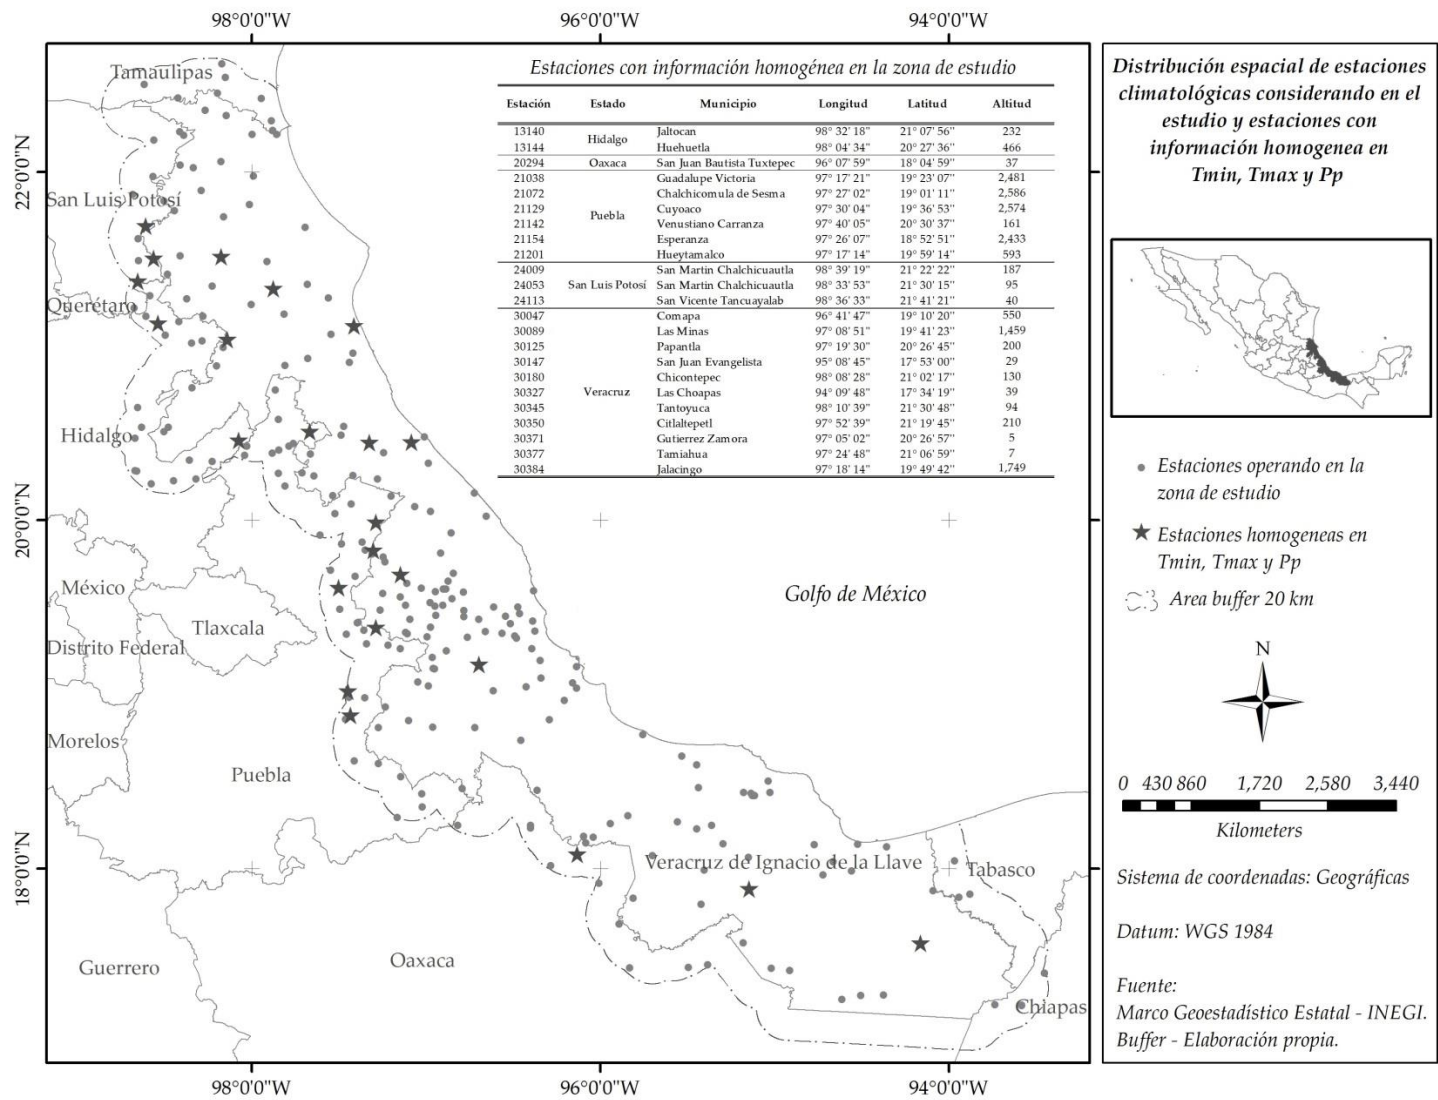 98°0'0"W 96°0'0"W 94°0'0"W
22°0'0"N
20°0'0"N
18°0'0"N
Tamaulipas
San Luis Potosí
Querétaro
Hidalgo
México
Tlaxcala
Distrito Federal
Morelos
Puebla
Guerrero
Oaxaca
Veracruz de Ignacio de la Llave
Tabasco
Chiapas
Golfo de México
Estaciones con información homogénea en la zona de estudio
Estación Estado Municipio Longitud Latitud Altitud
13140 Hidalgo Jaltocan 98° 32' 18" 21° 07' 56" 232
13144 Huehuetla 98° 04' 34" 20° 27' 36" 466
20294 Oaxaca San Juan Bautista Tuxtepec 96° 07' 59" 18° 04' 59" 37
21038 Puebla Guadalupe Victoria 97° 17' 21" 19° 23' 07" 2,481
21072 Chalchicomula de Sesma 97° 27' 02" 19° 01' 11" 2,586
21129 Cuyoaco 97° 30' 04" 19° 36' 53" 2,574
21142 Venustiano Carranza 97° 40' 05" 20° 30' 37" 161
21154 Esperanza 97° 26' 07" 18° 52' 51" 2,433
21201 Hueytamalco 97° 17' 14" 19° 59' 14" 593
24009 San Luis Potosí San Martin Chalchicuautla 98° 39' 19" 21° 22' 22" 187
24053 San Martin Chalchicuautla 98° 33' 53" 21° 30' 15" 95
24113 San Vicente Tancuayalab 98° 36' 33" 21° 41' 21" 40
30047 Veracruz Comapa 96° 41' 47" 19° 10' 20" 550
30089 Las Minas 97° 08' 51" 19° 41' 23" 1,459
30125 Papantla 97° 19' 30" 20° 26' 45" 200
30147 San Juan Evangelista 95° 08' 45" 17° 53' 00" 29
30180 Chicontepec 98° 08' 28" 21° 02' 17" 130
30327 Las Choapas 94° 09' 48" 17° 34' 19" 39
30345 Tantoyuca 98° 10' 39" 21° 30' 48" 94
30350 Citlaltepetl 97° 52' 39" 21° 19' 45" 210
30371 Gutierrez Zamora 97° 05' 02" 20° 26' 57" 5
30377 Tamiahua 97° 24' 48" 21° 06' 59" 7
30384 Jalacingo 97° 18' 14" 19° 49' 42" 1,749
98°0'0"W 96°0'0"W 94°0'0"W
Distribución espacial de estaciones
climatológicas considerando en el
estudio y estaciones con
información homogenea en
Tmin, Tmax y Pp
Estaciones operando en la
zona de estudio
Estaciones homogeneas en
Tmin, Tmax y Pp
Area buffer 20 km
N
0 430 860 1,720 2,580 3,440
Kilometers
Sistema de coordenadas: Geográficas
Datum: WGS 1984
Fuente:
Marco Geoestadístico Estatal - INEGI.
Buffer - Elaboración propia.